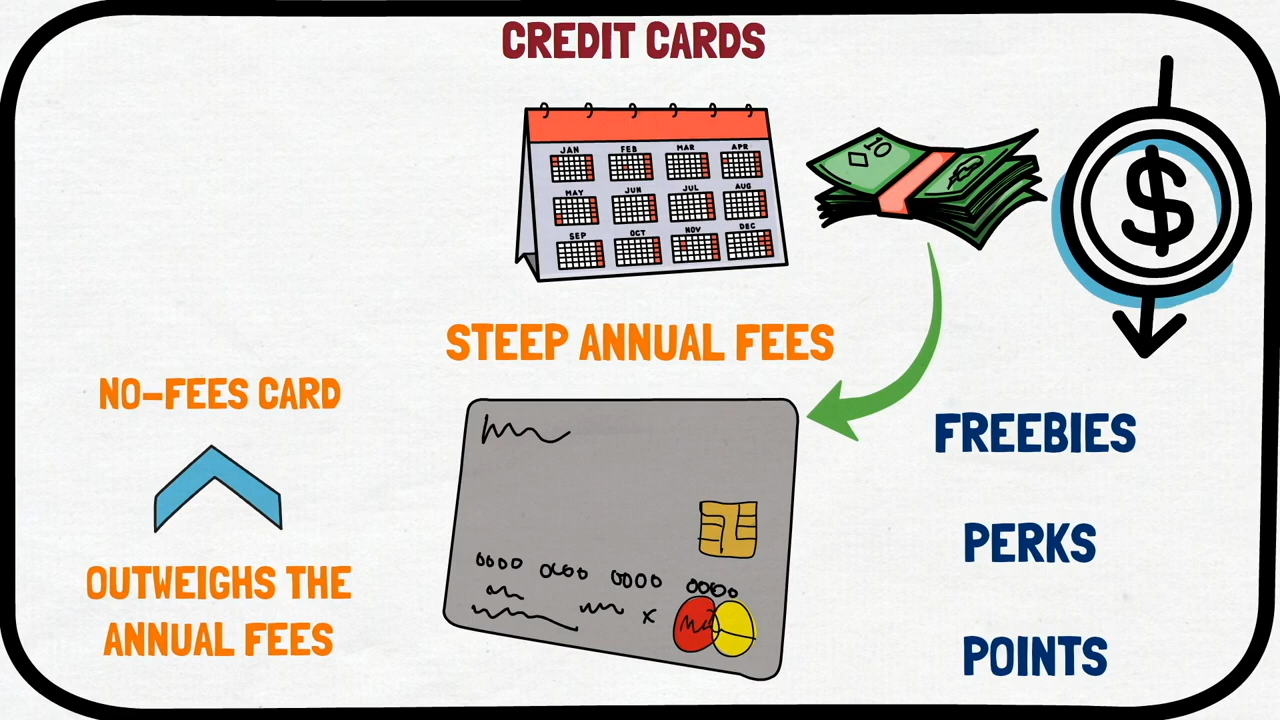 CREDIT CARDS
JAN FEB MAR APR
MAY JUN JUL AUG
SEP OCT NOV DEC
10
$
STEEP ANNUAL FEES
NO-FEES CARD
OUTWEIGHS THE
ANNUAL FEES
FREEBIES
PERKS
POINTS